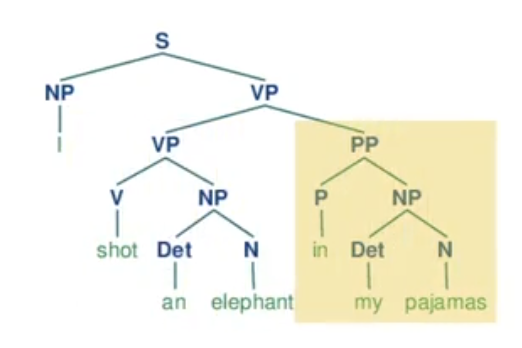 S
NP VP
I VP PP
V NP P NP
shot Det N in Det N
an elephant my pajamas